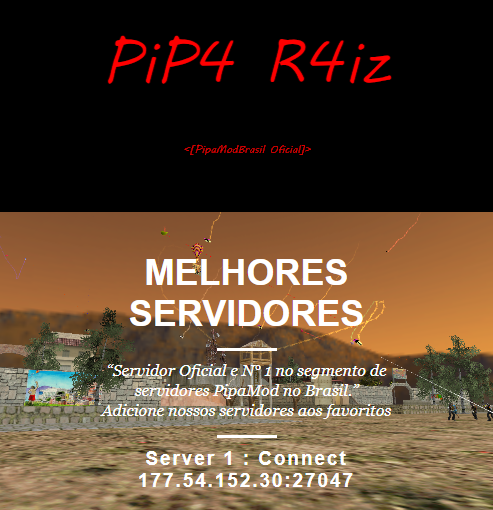 PiP4 R4iz
<[PipaModBrasil Oficial]>
MELHORES
SERVIDORES
“Servidor Oficial e Nº 1 no segmento de
servidores PipaMod no Brasil.”
Adicione nossos servidores aos favoritos
Server 1 : Connect
177.54.152.30:27047